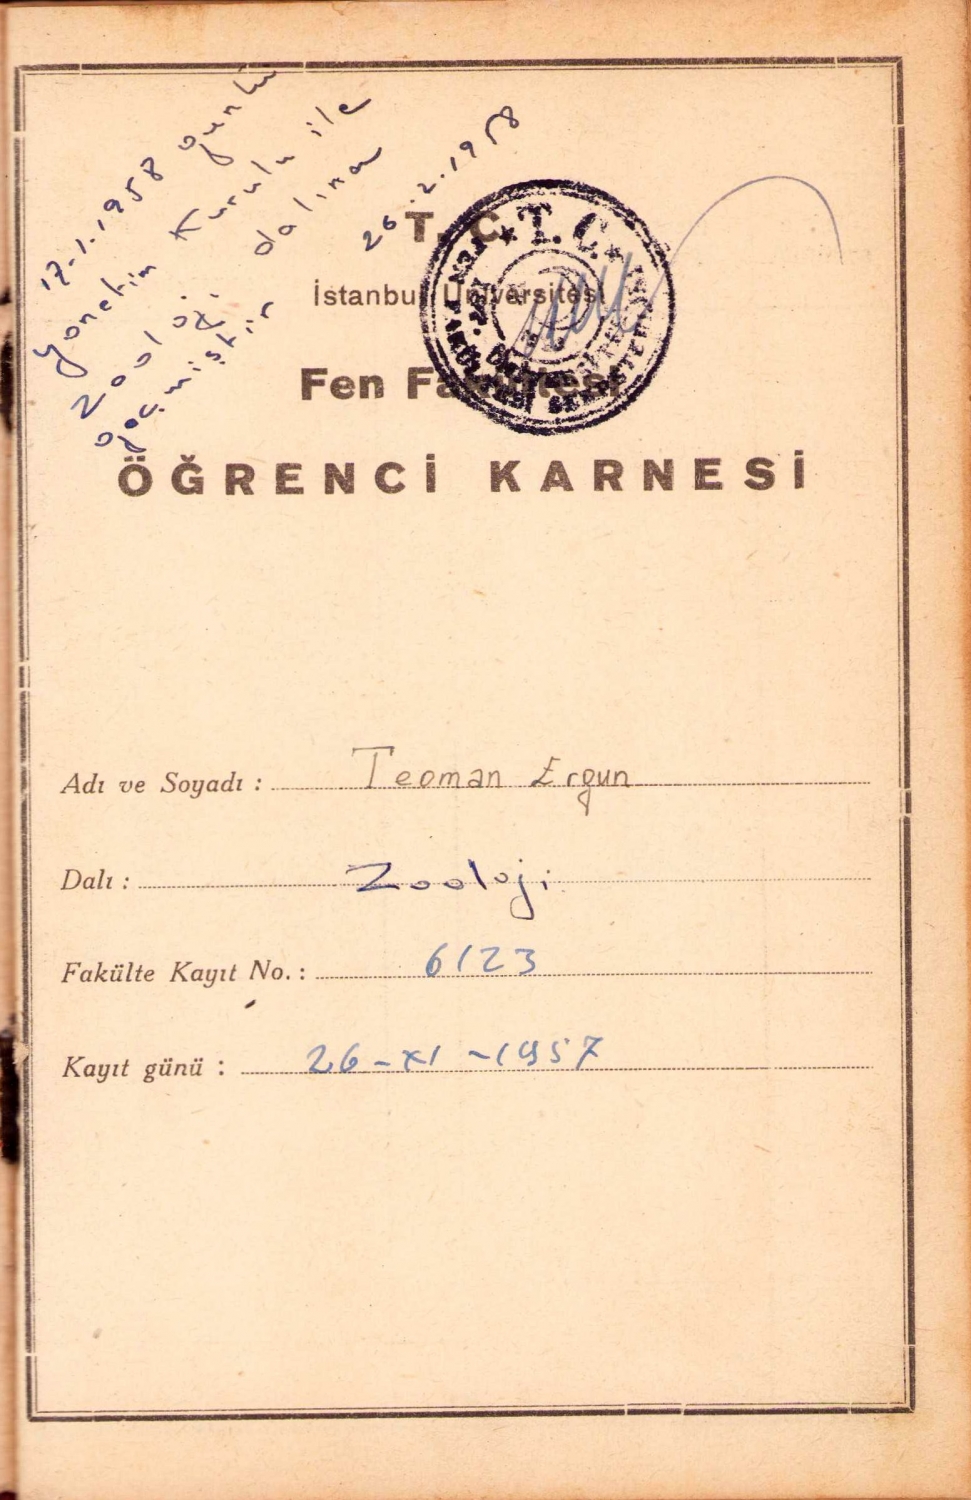 17.1.1958 günlü
Yönetim Kurulu ile
Zooloji dalına
geçmiştir
26.2.1958
T. C.
İstanbul Üniversitesi
Fen Fakültesi
ÖĞRENCİ KARNESİ
★ T. C. ★
Adı ve Soyadı : Teoman Ergun
Dalı : Zooloji
Fakülte Kayıt No. : 6123
Kayıt günü : 26-XI-1957